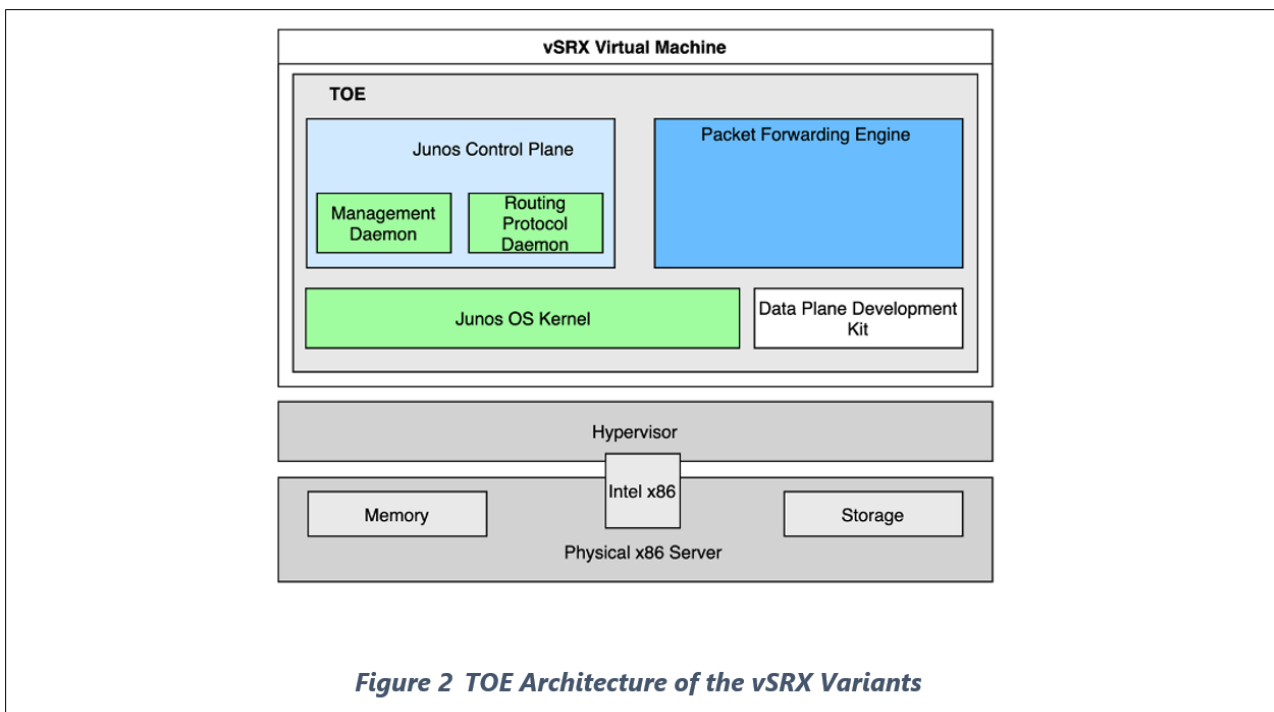 vSRX Virtual Machine
TOE
Junos Control Plane
Management
Daemon
Routing
Protocol
Daemon
Packet Forwarding Engine
Junos OS Kernel
Data Plane Development
Kit
Hypervisor
Intel x86
Memory
Storage
Physical x86 Server
Figure 2 TOE Architecture of the vSRX Variants